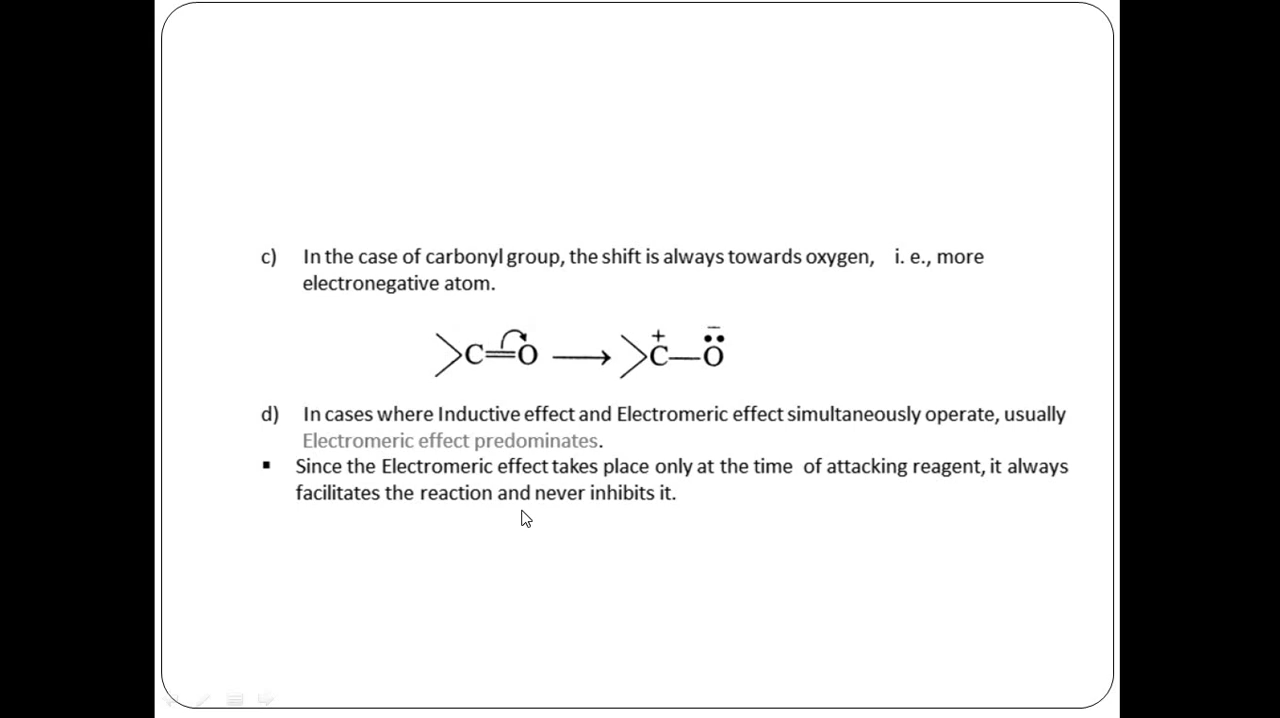 c) In the case of carbonyl group, the shift is always towards oxygen, i. e., more
electronegative atom.
>C=O ⟶ >C⁺—Ö⁻
d) In cases where Inductive effect and Electromeric effect simultaneously operate, usually
Electromeric effect predominates.
▪ Since the Electromeric effect takes place only at the time of attacking reagent, it always
facilitates the reaction and never inhibits it.